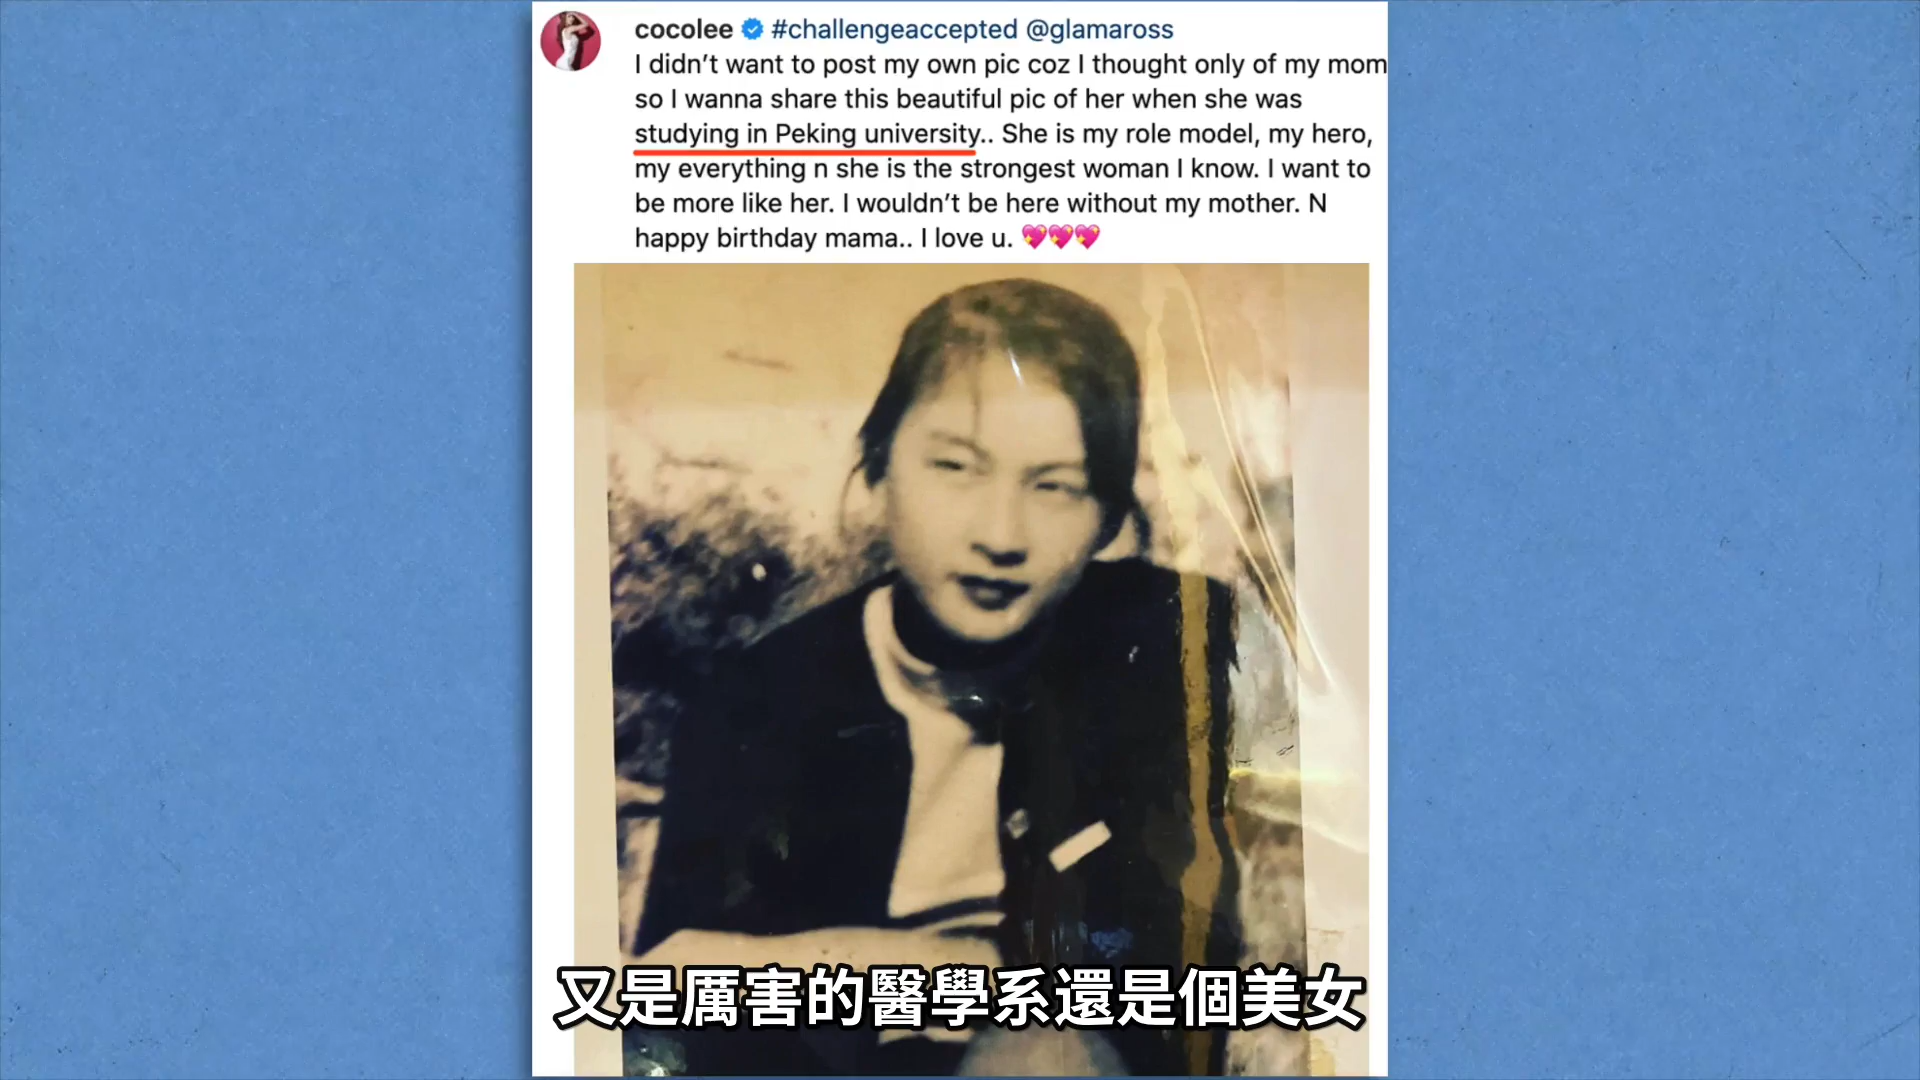 cocolee #challengeaccepted @glamaross
I didn’t want to post my own pic coz I thought only of my mom
so I wanna share this beautiful pic of her when she was
studying in Peking university.. She is my role model, my hero,
my everything n she is the strongest woman I know. I want to
be more like her. I wouldn’t be here without my mother. N
happy birthday mama.. I love u. 💖💖💖
又是厲害的醫學系還是個美女